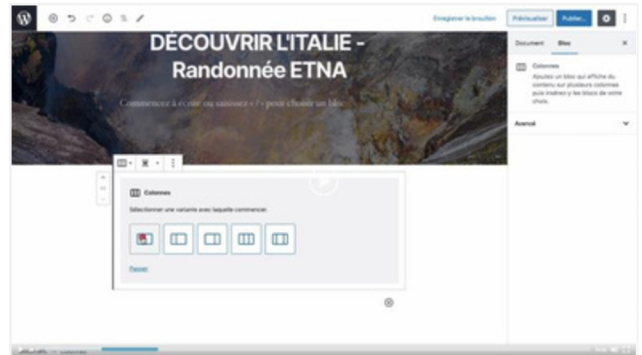 Enregistrer le brouillon
Prévisualiser
Publier...
DÉCOUVRIR L'ITALIE -
Randonnée ETNA
Commencez à écrire ou saisissez « / » pour choisir un bloc
Document Bloc
Colonnes
Ajoutez un bloc qui affiche du
contenu sur plusieurs colonnes
puis insérez-y les blocs de votre
choix.
Avancé
Colonnes
Sélectionner une variante avec laquelle commencer.
Passer